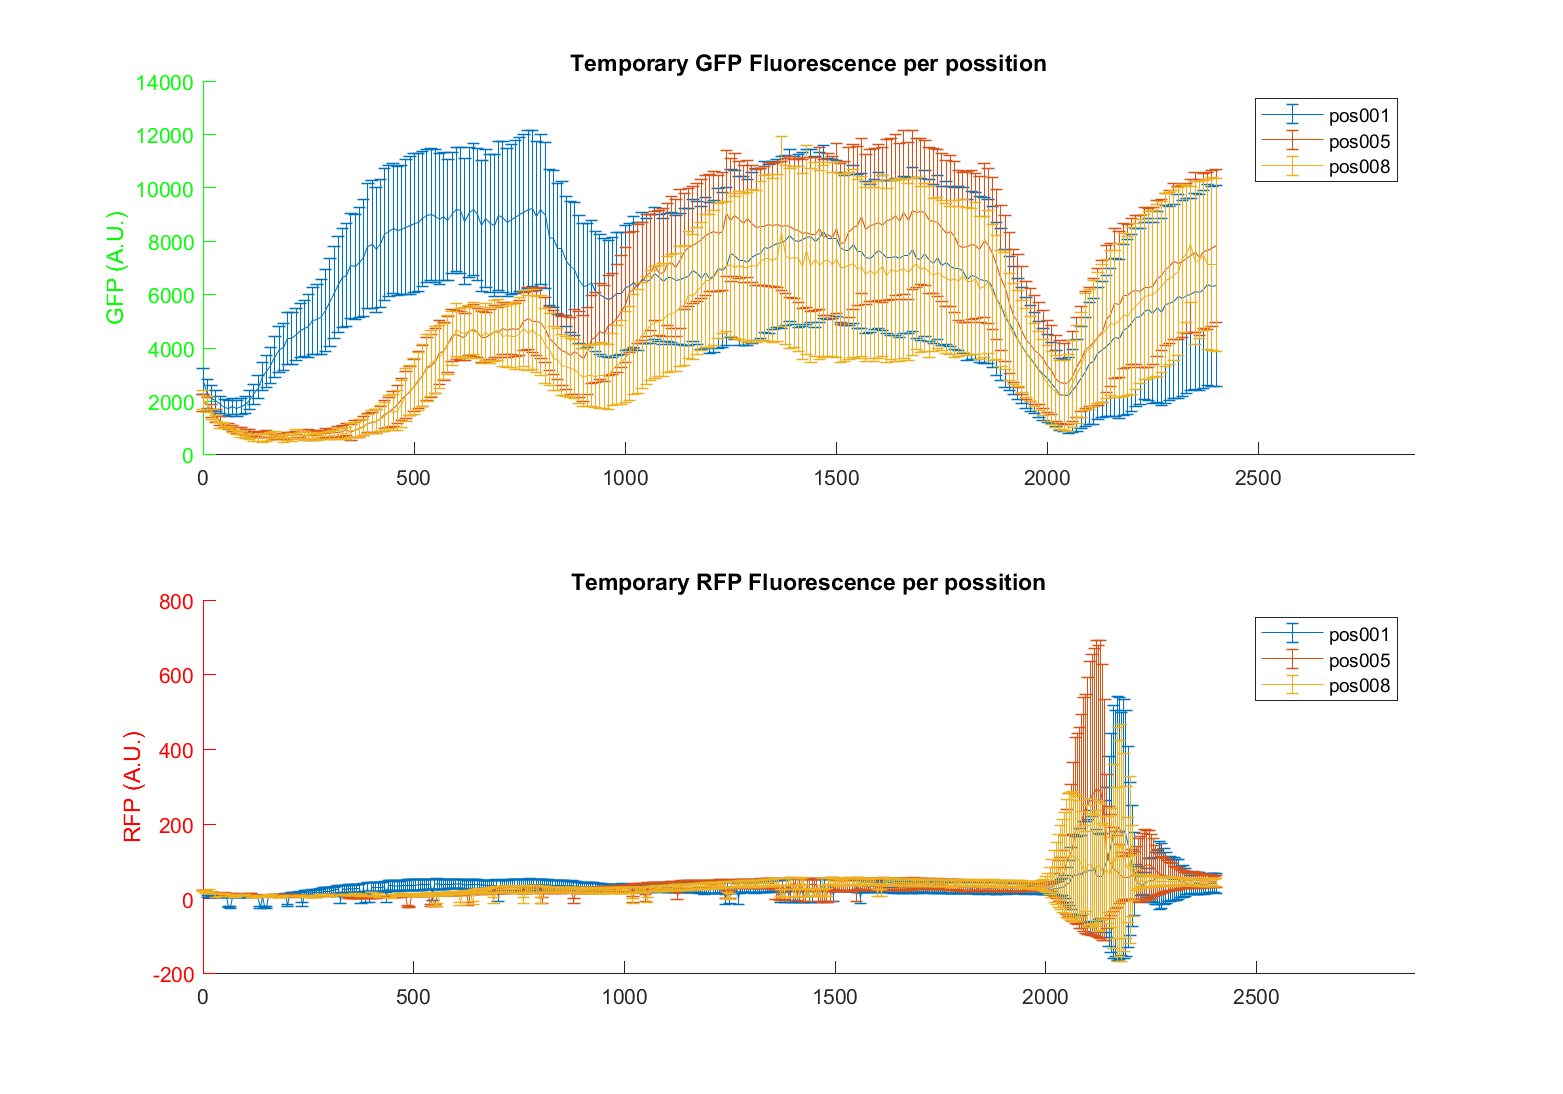 Temporary GFP Fluorescence per possition
GFP (A.U.)
14000
12000
10000
8000
6000
4000
2000
0
0 500 1000 1500 2000 2500
pos001
pos005
pos008
Temporary RFP Fluorescence per possition
RFP (A.U.)
800
600
400
200
0
-200
0 500 1000 1500 2000 2500
pos001
pos005
pos008